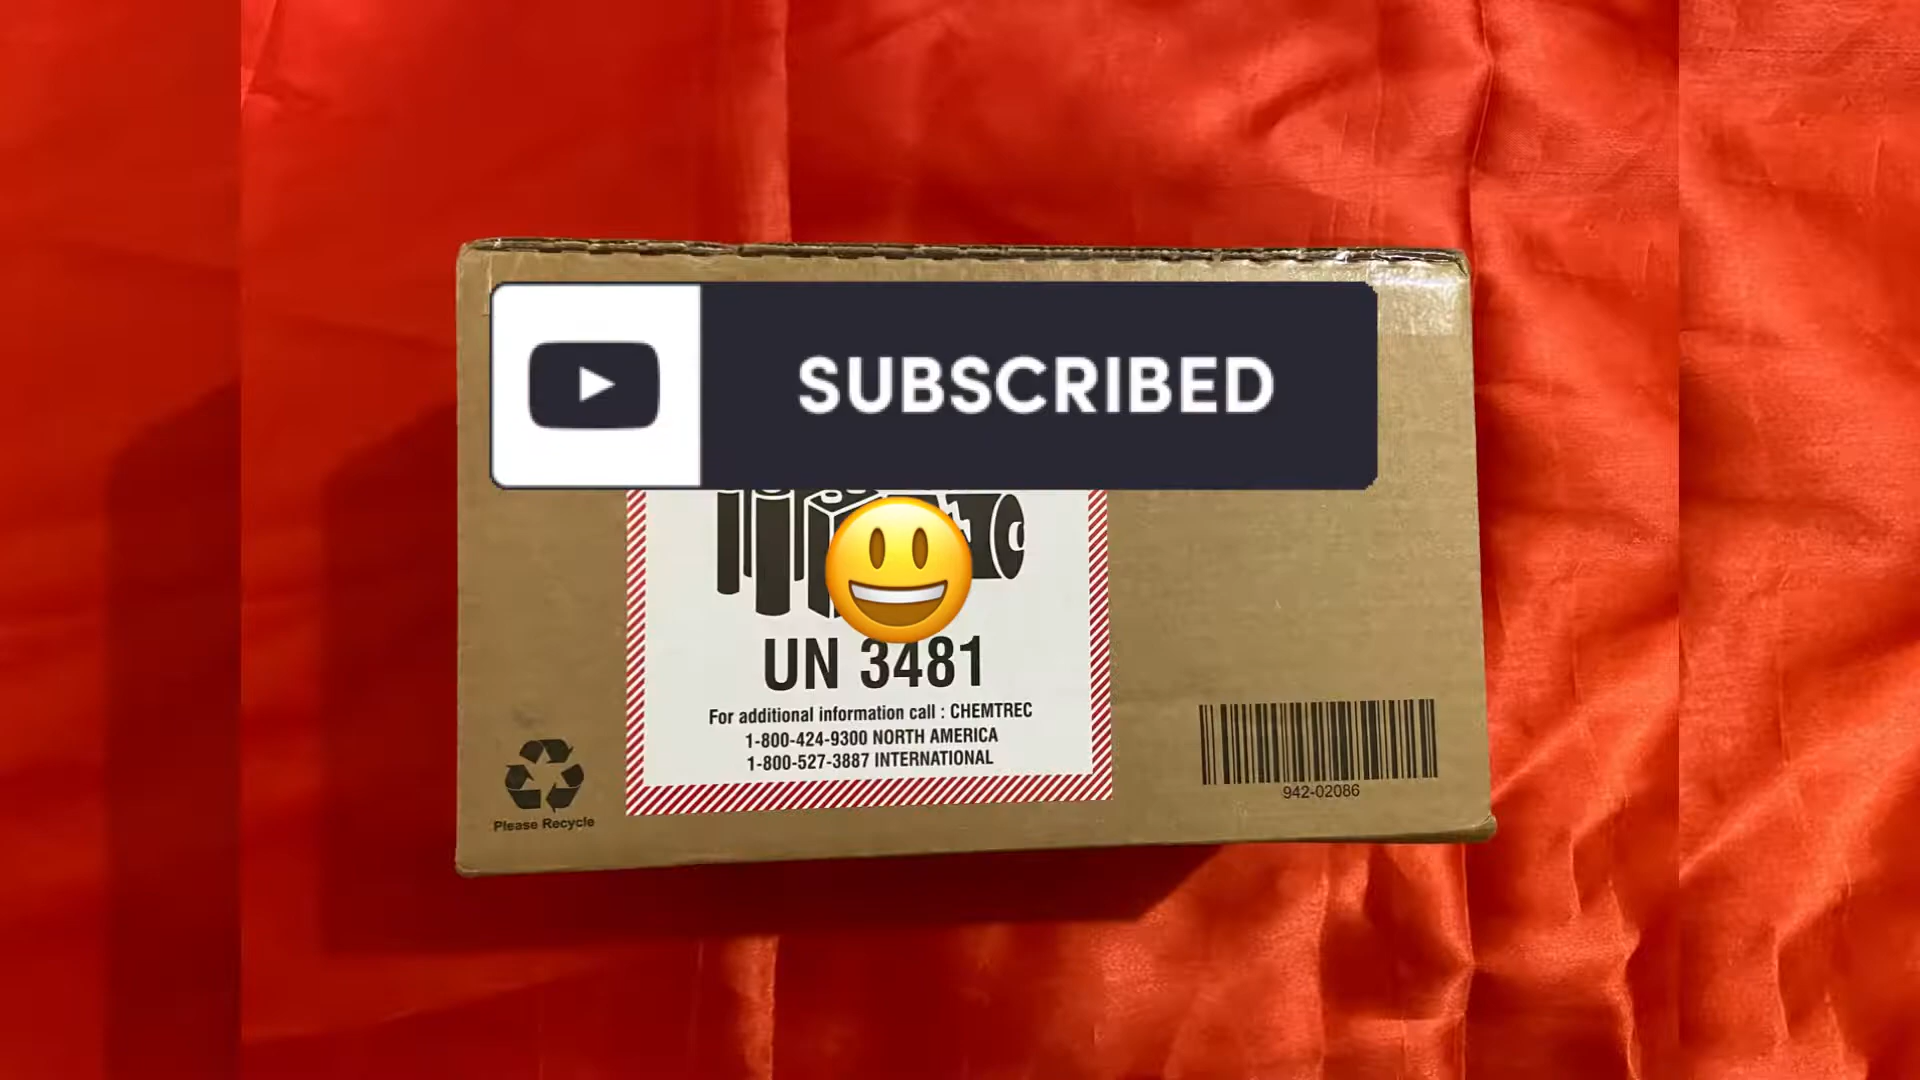 SUBSCRIBED
UN 3481
For additional information call : CHEMTREC
1-800-424-9300 NORTH AMERICA
1-800-527-3887 INTERNATIONAL
Please Recycle
942-02086